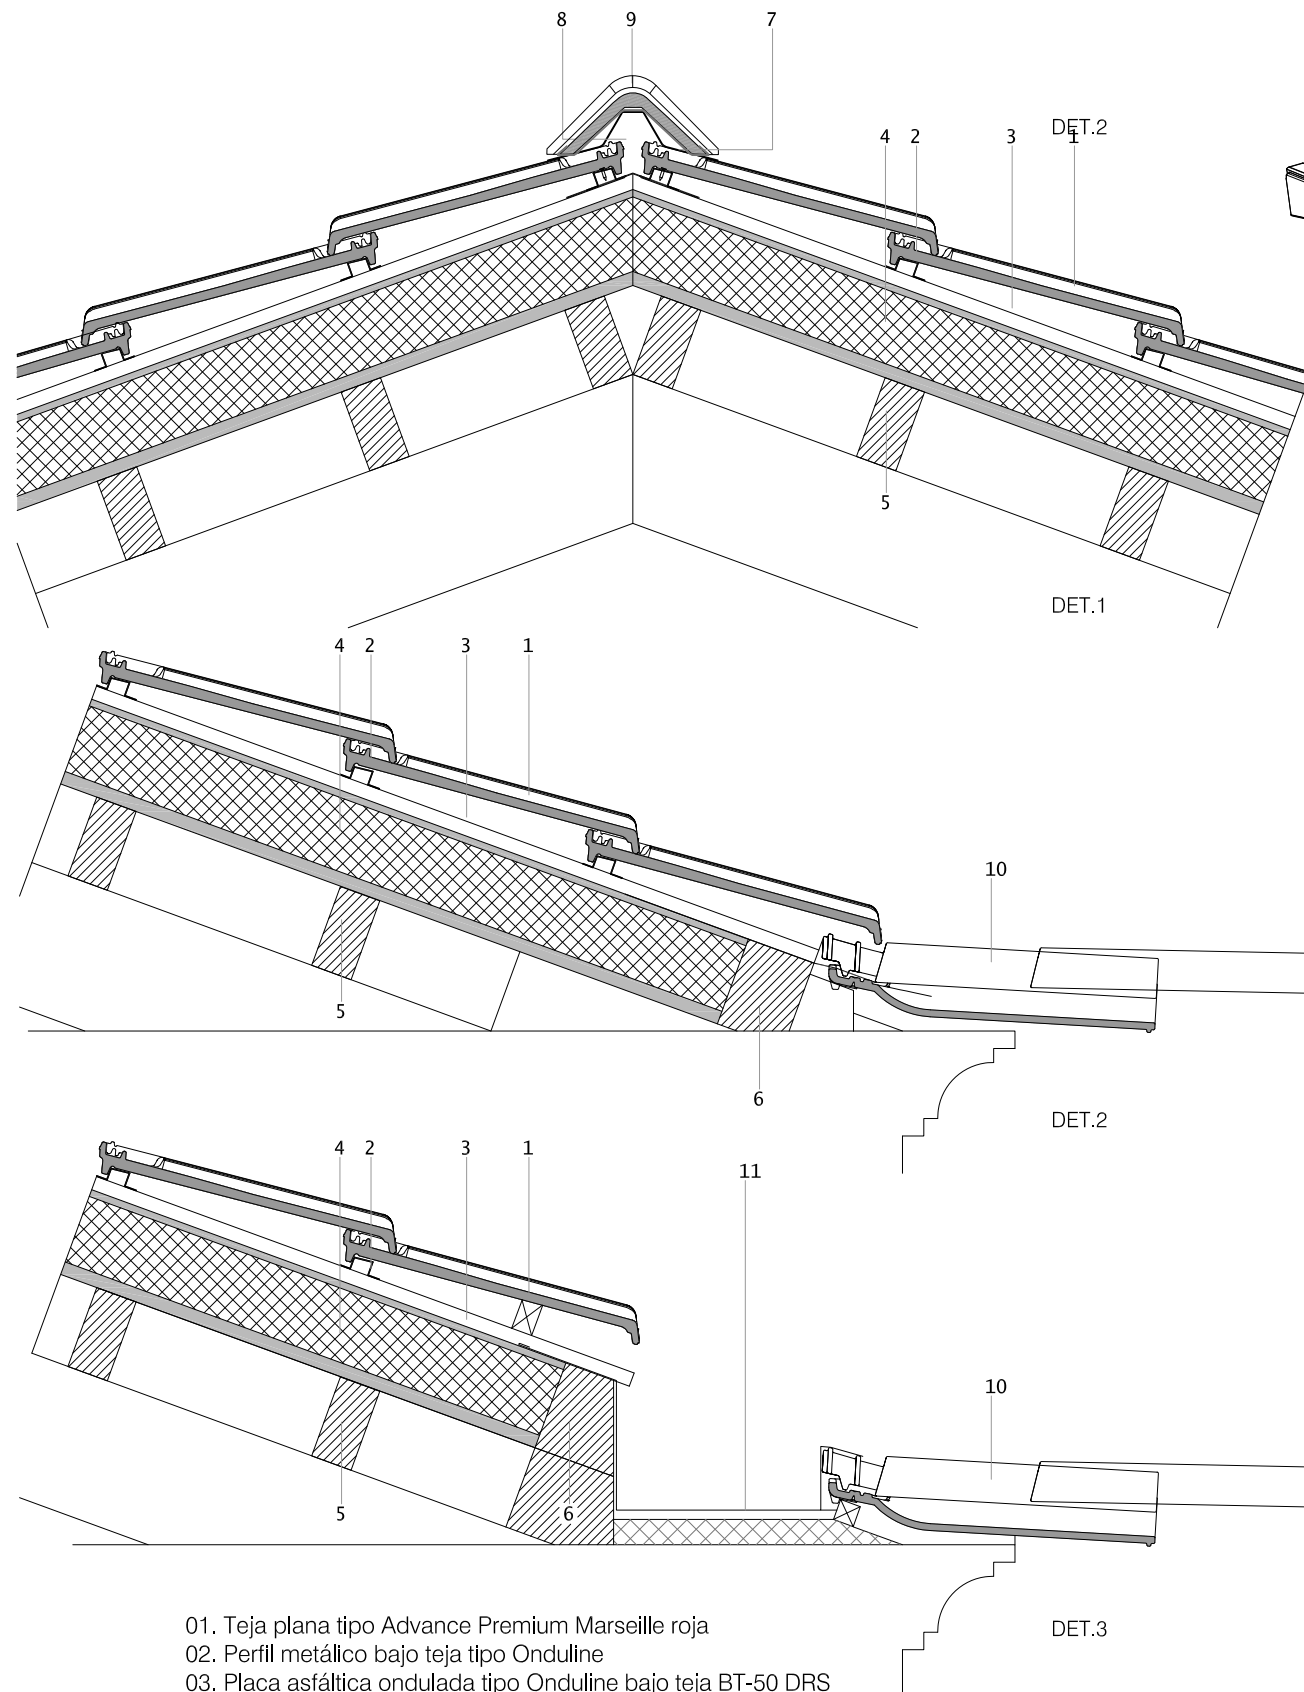 8 9 7
DET.2
4 2 3 1
5
DET.1
4 2 3 1
10
5
6
DET.2
4 2 3 1
11
10
5 6
01. Teja plana tipo Advance Premium Marseille roja
DET.3
02. Perfil metálico bajo teja tipo Onduline
03. Placa asfáltica ondulada tipo Onduline bajo teja BT-50 DRS